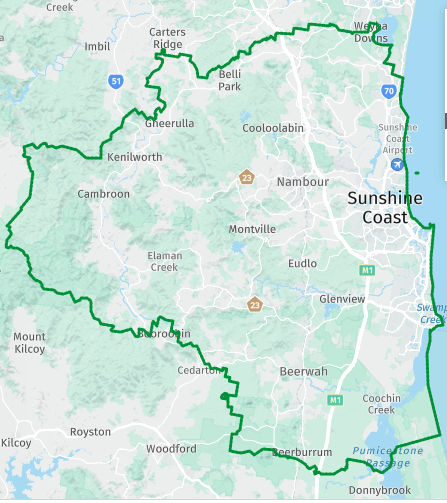 Creek
Weyba
Downs
Carters
Ridge
Imbil
Belli
Park
51
70
Gheerulla
Cooloolabin
Sunshine
Coast
Airport
Kenilworth
23
Nambour
Cambroon
Sunshine
Coast
Montville
Elaman
Creek
Eudlo
M1
Glenview
23
Swamp
Creek
Booroobin
Mount
Kilcoy
Cedarton
Beerwah
Coochin
Creek
M1
Royston
Kilcoy
Woodford
Beerburrum
Pumicestone
Passage
Donnybrook